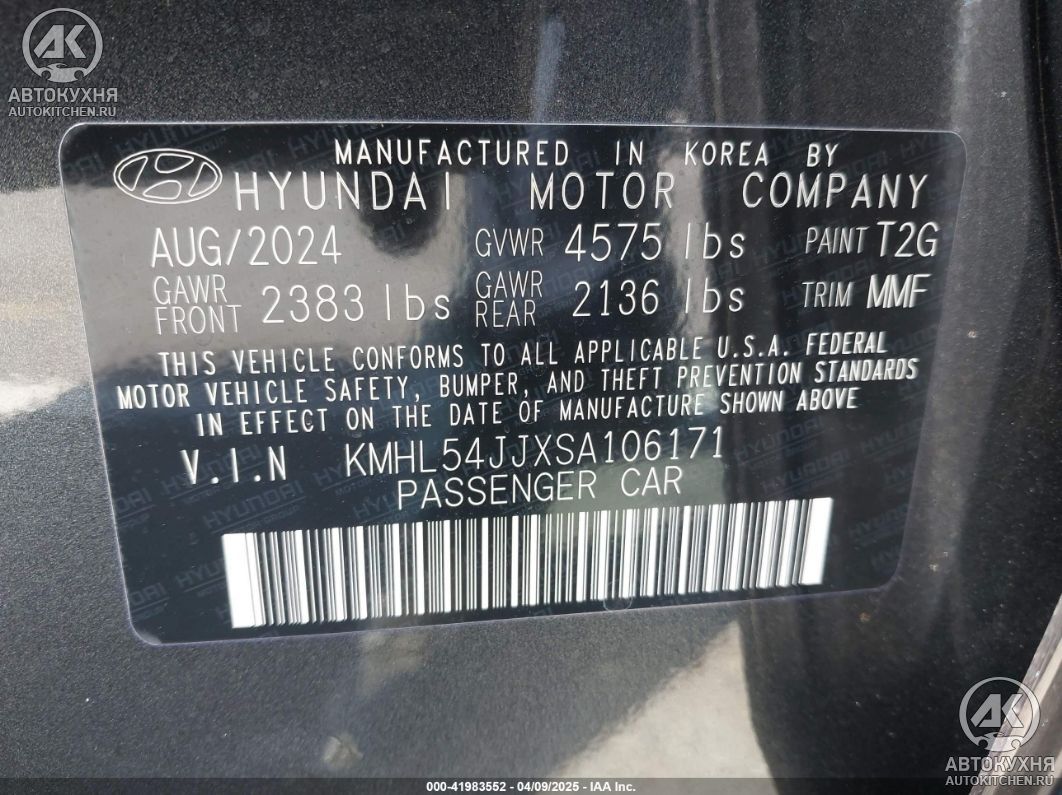 АВТОКУХНЯ
AUTOKITCHEN.RU
MANUFACTURED IN KOREA BY
HYUNDAI MOTOR COMPANY
AUG/2024 GVWR 4575 lbs PAINT T2G
GAWR FRONT 2383 lbs GAWR REAR 2136 lbs TRIM MMF
THIS VEHICLE CONFORMS TO ALL APPLICABLE U.S.A. FEDERAL
MOTOR VEHICLE SAFETY, BUMPER, AND THEFT PREVENTION STANDARDS
IN EFFECT ON THE DATE OF MANUFACTURE SHOWN ABOVE
V.I.N KMHL54JJXSA106171
PASSENGER CAR
АВТОКУХНЯ
AUTOKITCHEN.RU
000-41983552 - 04/09/2025 - IAA Inc.